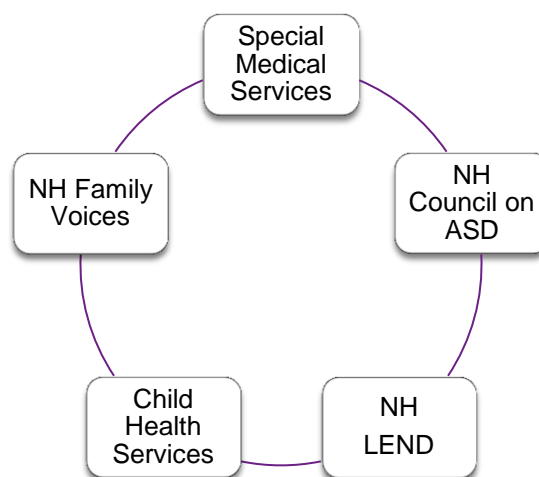 Special
Medical
Services
NH
Council on
ASD
NH
LEND
Child
Health
Services
NH Family
Voices